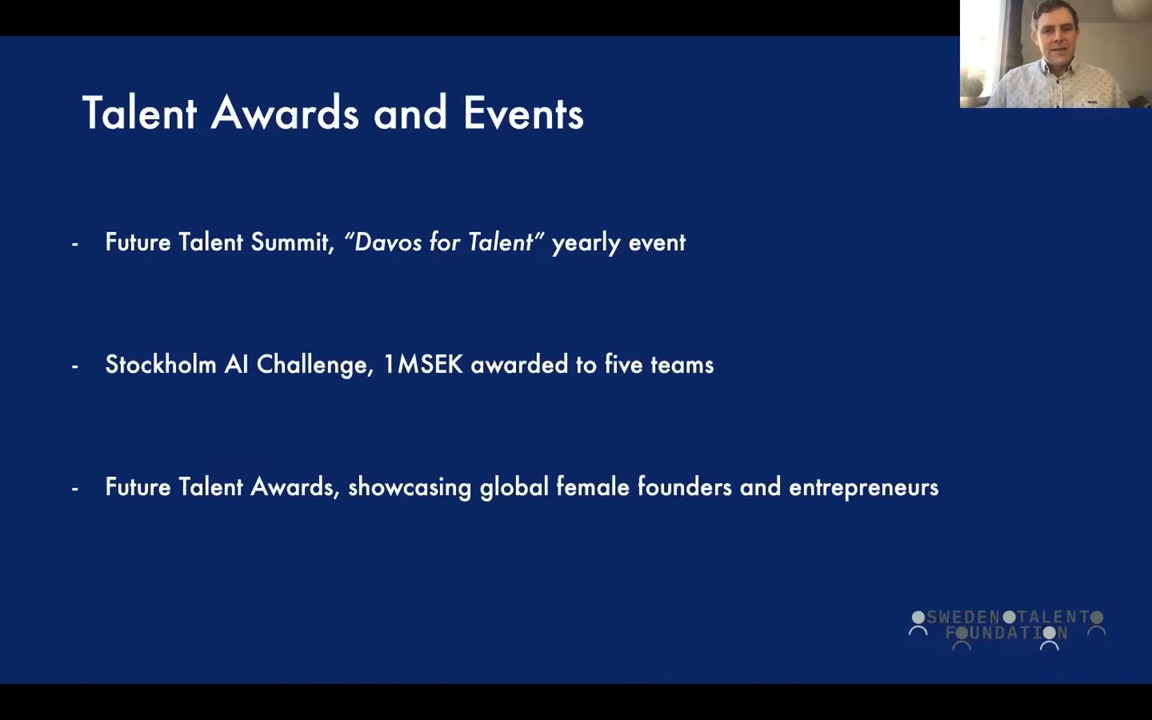 Talent Awards and Events
- Future Talent Summit, “Davos for Talent” yearly event
- Stockholm AI Challenge, 1MSEK awarded to five teams
- Future Talent Awards, showcasing global female founders and entrepreneurs
SWEDEN TALENT
FOUNDATION